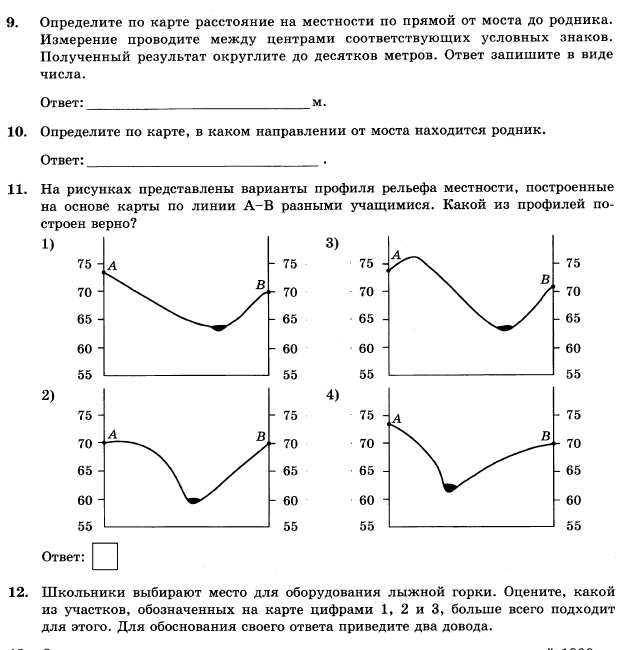 9. Определите по карте расстояние на местности по прямой от моста до родника.
Измерение проводите между центрами соответствующих условных знаков.
Полученный результат округлите до десятков метров. Ответ запишите в виде
числа.
Ответ: ______________________________ м.
10. Определите по карте, в каком направлении от моста находится родник.
Ответ: ______________________________ .
11. На рисунках представлены варианты профиля рельефа местности, построенные
на основе карты по линии А–В разными учащимися. Какой из профилей по-
строен верно?
1)
75 A 75
70 B 70
65 65
60 60
55 55
3)
75 A 75
70 B 70
65 65
60 60
55 55
2)
75 75
70 A B 70
65 65
60 60
55 55
4)
75 A 75
70 B 70
65 65
60 60
55 55
Ответ:
12. Школьники выбирают место для оборудования лыжной горки. Оцените, какой
из участков, обозначенных на карте цифрами 1, 2 и 3, больше всего подходит
для этого. Для обоснования своего ответа приведите два довода.